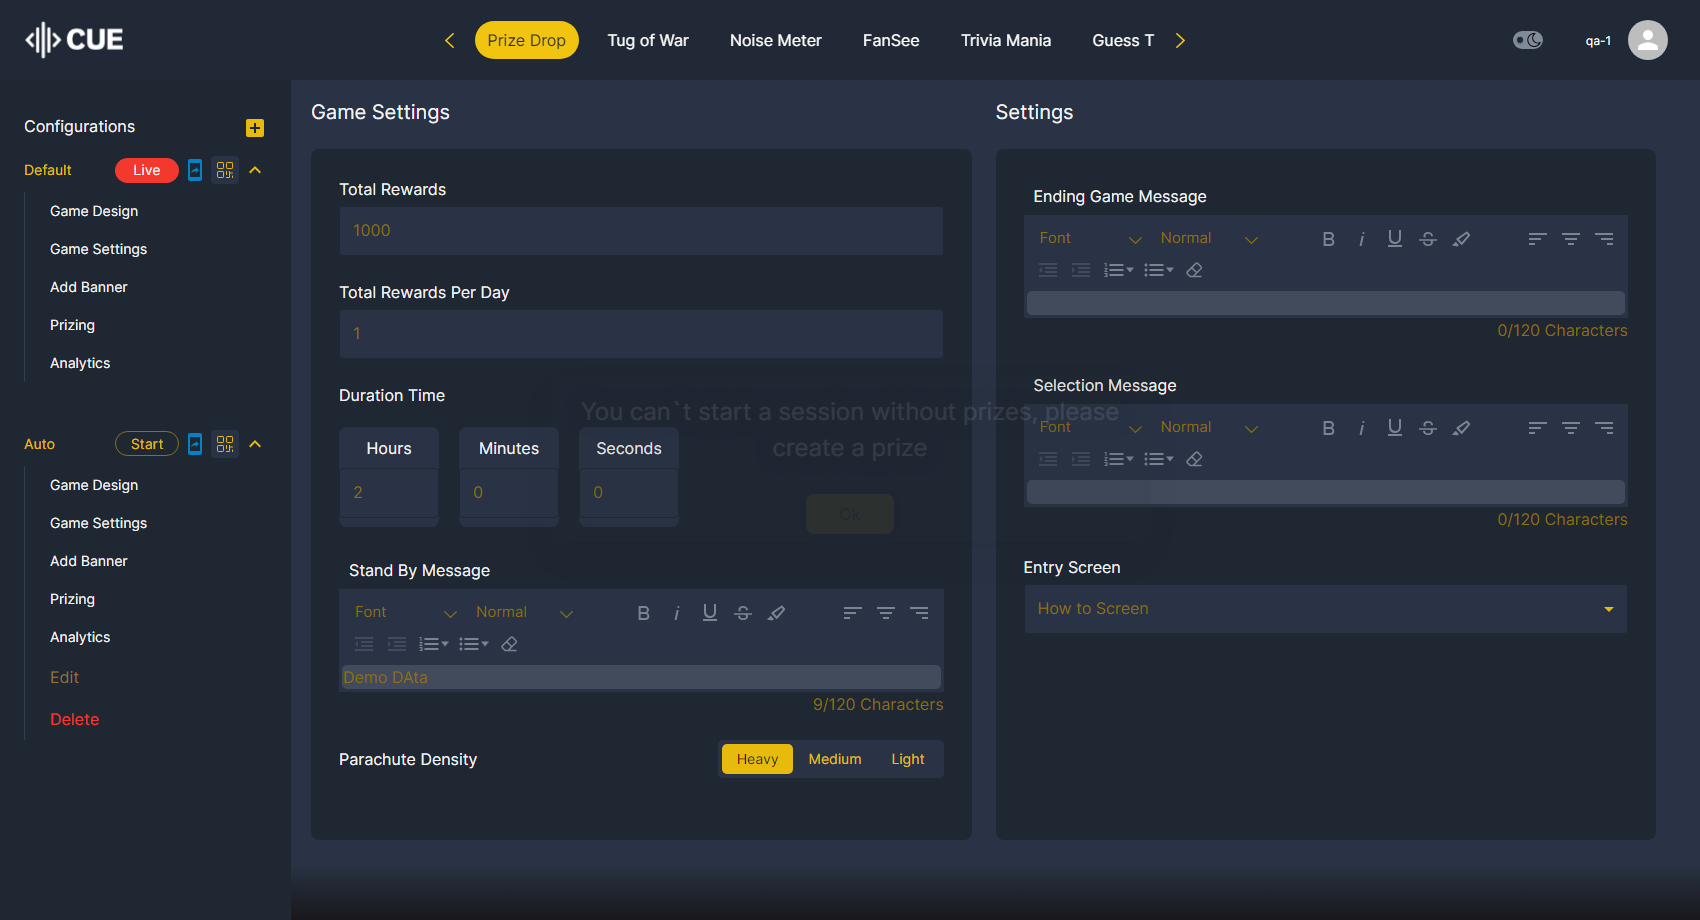 CUE
Prize Drop
Tug of War
Noise Meter
FanSee
Trivia Mania
Guess T
qa-1
Configurations
Default
Live
Game Design
Game Settings
Add Banner
Prizing
Analytics
Auto
Start
Game Design
Game Settings
Add Banner
Prizing
Analytics
Edit
Delete
Game Settings
Total Rewards
1000
Total Rewards Per Day
1
Duration Time
Hours
Minutes
Seconds
2
0
0
Stand By Message
Font
Normal
Demo DAta
9/120 Characters
Parachute Density
Heavy
Medium
Light
You can`t start a session without prizes, please
create a prize
Ok
Settings
Ending Game Message
Font
Normal
0/120 Characters
Selection Message
Font
Normal
0/120 Characters
Entry Screen
How to Screen